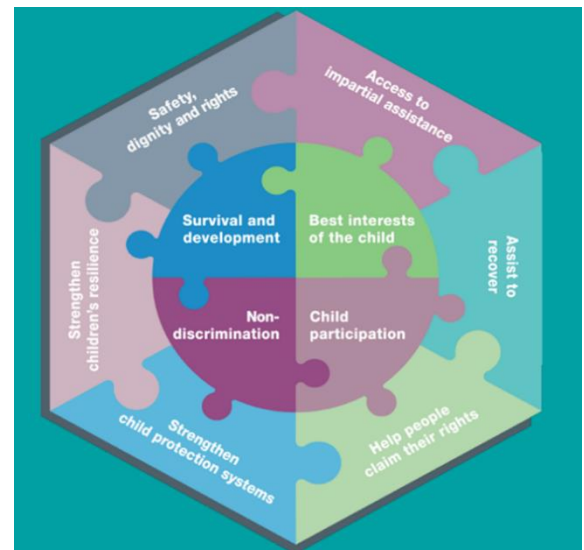 Safety,
dignity and rights
Access to
impartial assistance
Survival and
development
Best interests
of the child
Assist to
recover
Strengthen
children's resilience
Non-
discrimination
Child
participation
Strengthen
child protection systems
Help people
claim their rights